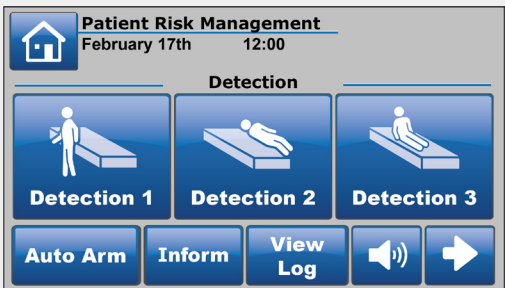 Patient Risk Management
February 17th 12:00
Detection
Detection 1 Detection 2 Detection 3
Auto Arm Inform View
Log